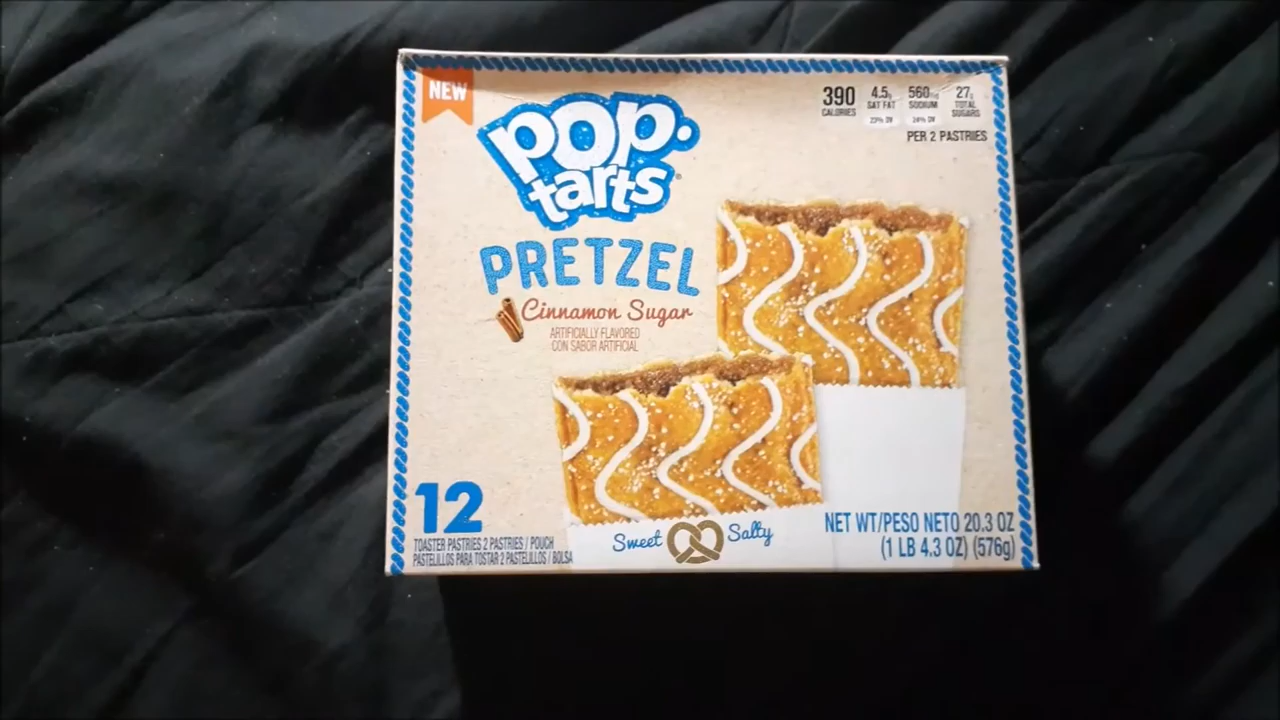 NEW
pop.
tarts
PRETZEL
Cinnamon Sugar
ARTIFICIALLY FLAVORED
CON SABOR ARTIFICIAL
390
CALORIES
4.5g
SAT FAT
23% DV
560mg
SODIUM
24% DV
27g
TOTAL
SUGARS
PER 2 PASTRIES
12
TOASTER PASTRIES 2 PASTRIES / POUCH
PASTELILLOS PARA TOSTAR 2 PASTELILLOS / BOLSA
Sweet Salty
NET WT/PESO NETO 20.3 OZ
(1 LB 4.3 OZ) (576g)